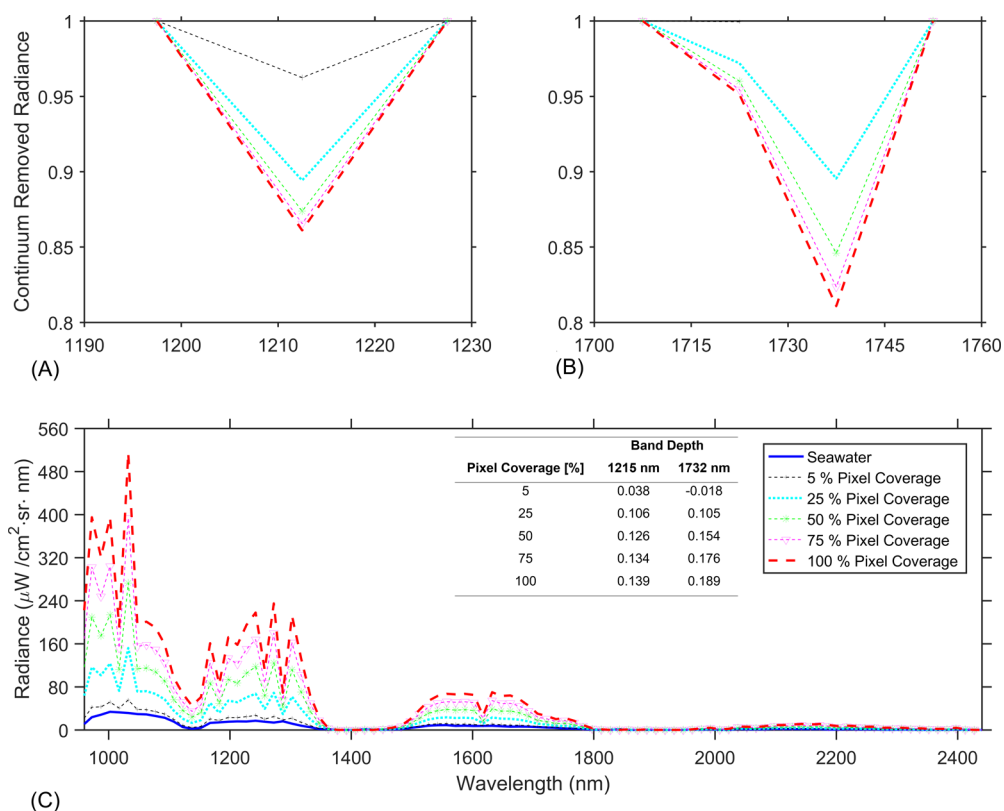 Continuum Removed Radiance
1
0.95
0.9
0.85
0.8
1190 1200 1210 1220 1230
(A)
1
0.95
0.9
0.85
0.8
1700 1715 1730 1745 1760
(B)
Radiance (μW /cm²·sr· nm)
560
480
400
320
240
160
80
0
1000 1200 1400 1600 1800 2000 2200 2400
Wavelength (nm)
(C)
Band Depth
Pixel Coverage [%] 1215 nm 1732 nm
5 0.038 -0.018
25 0.106 0.105
50 0.126 0.154
75 0.134 0.176
100 0.139 0.189
Seawater
5 % Pixel Coverage
25 % Pixel Coverage
50 % Pixel Coverage
75 % Pixel Coverage
100 % Pixel Coverage